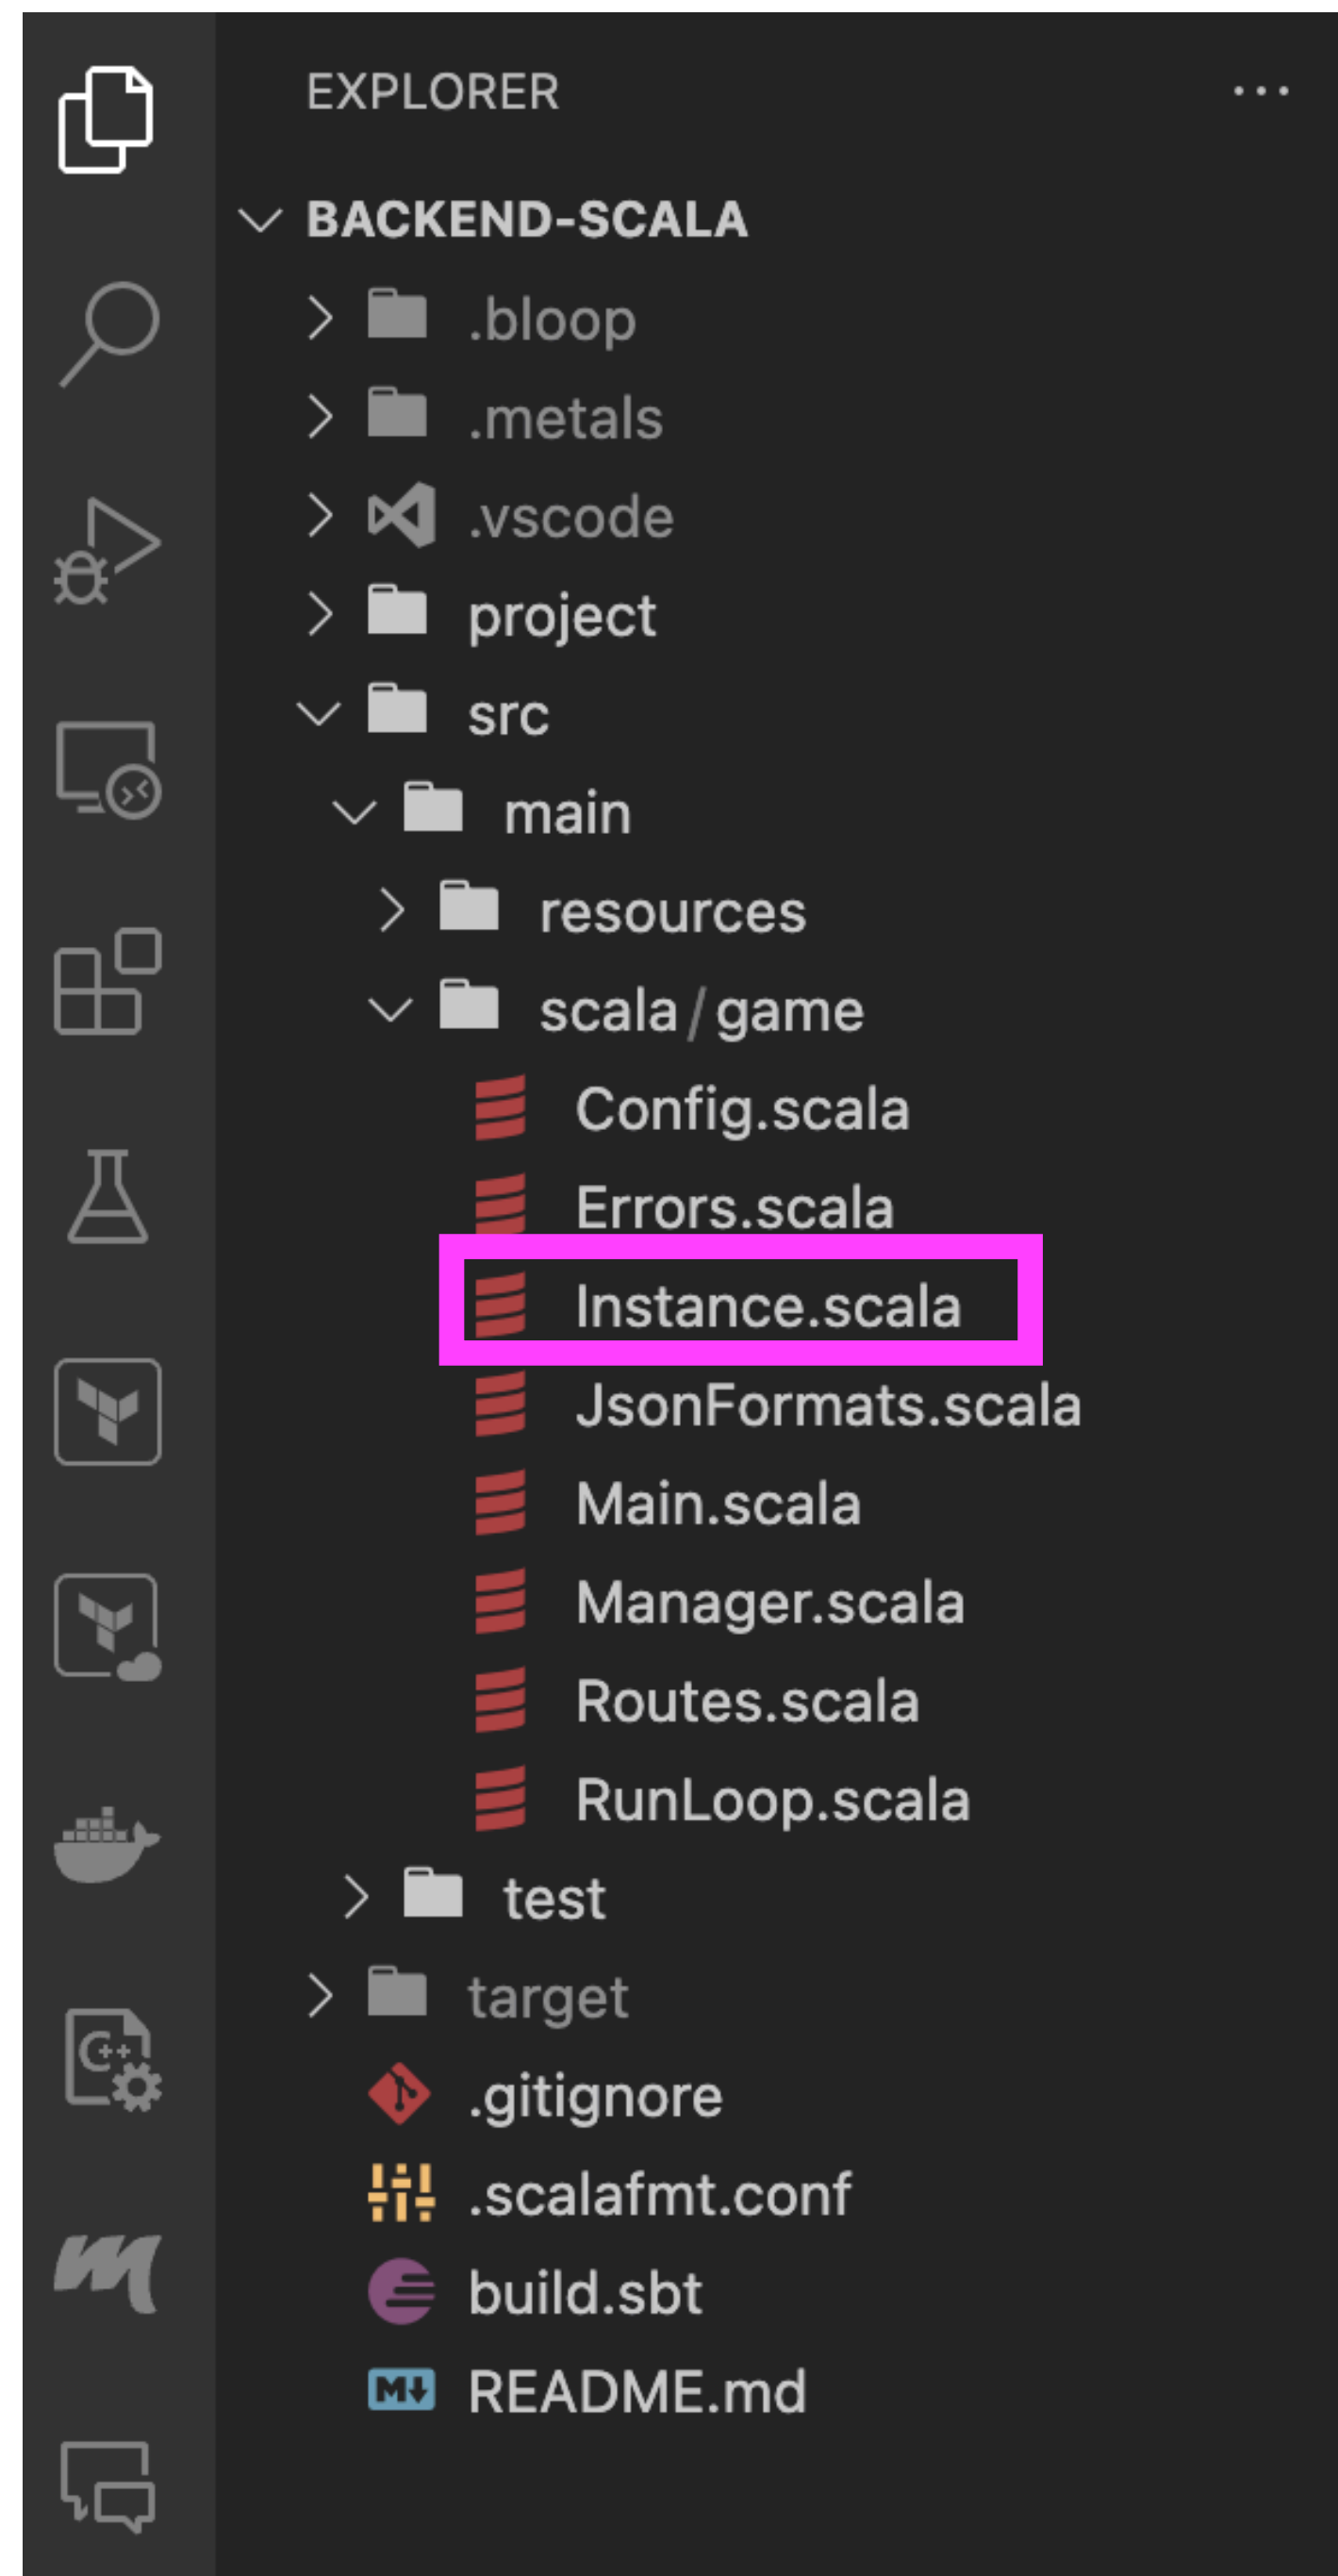 EXPLORER
BACKEND-SCALA
.bloop
.metals
.vscode
project
src
main
resources
scala/game
Config.scala
Errors.scala
Instance.scala
JsonFormats.scala
Main.scala
Manager.scala
Routes.scala
RunLoop.scala
test
target
.gitignore
.scalafmt.conf
build.sbt
README.md